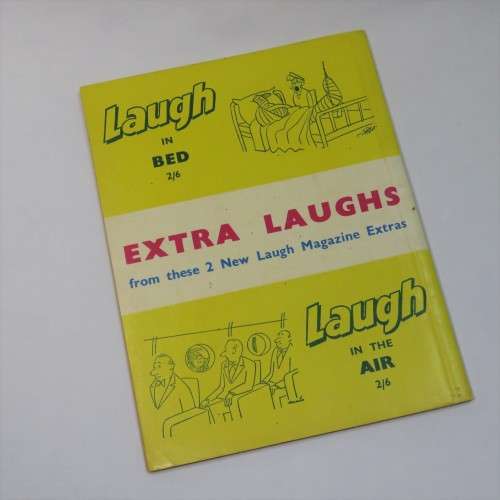 Laugh
IN
BED
2/6
EXTRA LAUGHS
from these 2 New Laugh Magazine Extras
Laugh
IN THE
AIR
2/6